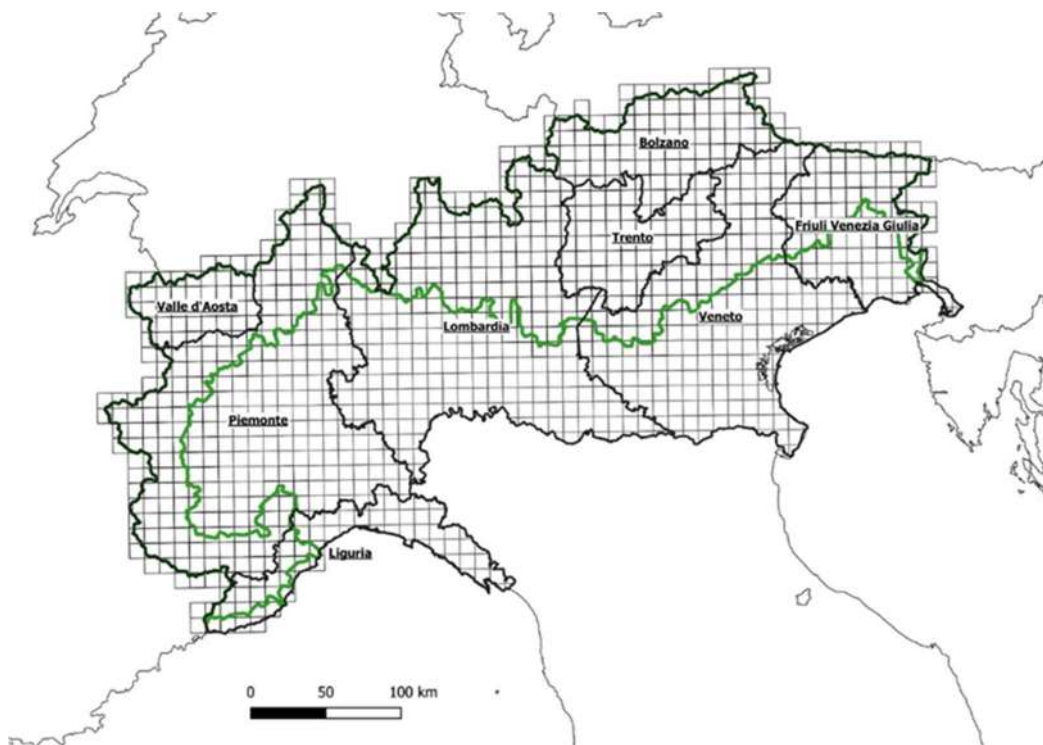 Bolzano
Friuli Venezia Giulia
Trento
Valle d'Aosta
Veneto
Lombardia
Piemonte
Liguria
0 50 100 km